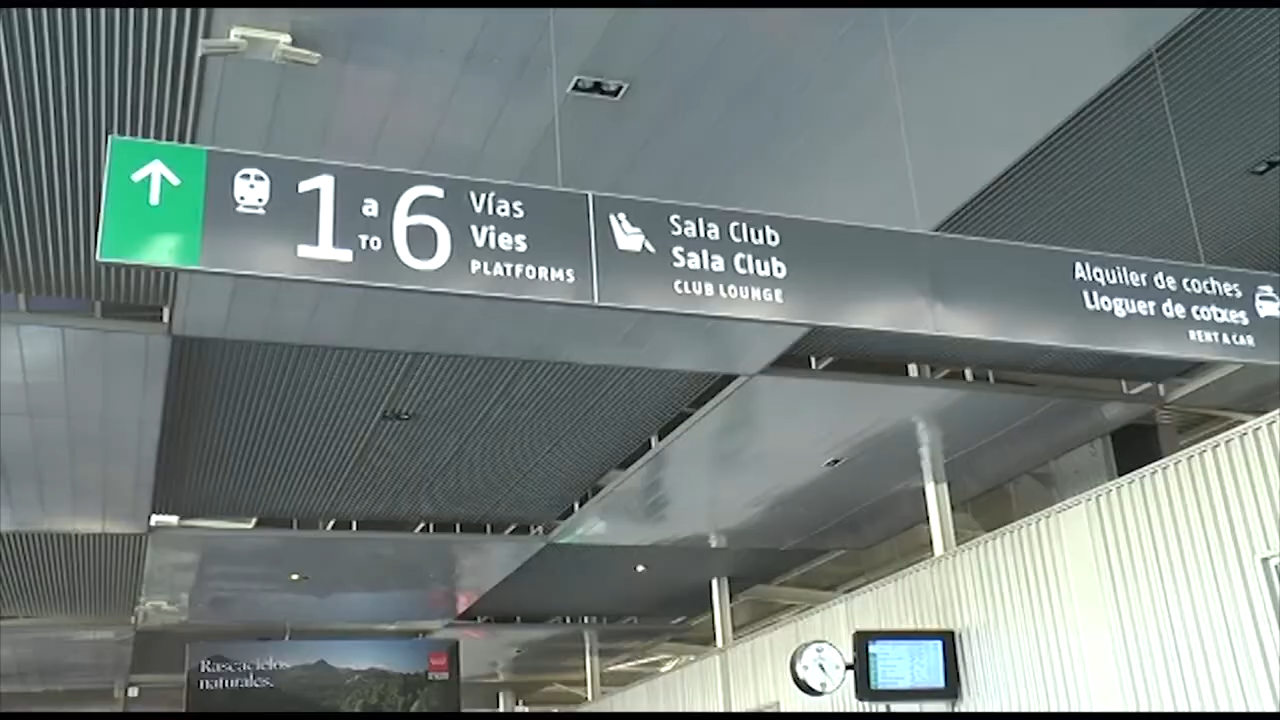 1 a TO 6
Vías
Vies
PLATFORMS
Sala Club
Sala Club
CLUB LOUNGE
Alquiler de coches
Lloguer de cotxes
RENT A CAR
Rascacielos
naturales.